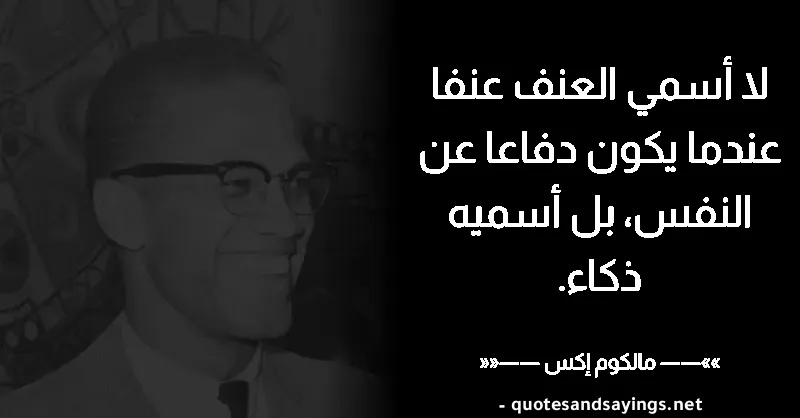 لا أسمي العنف عنفا
عندما يكون دفاعا عن
النفس، بل أسميه
ذكاء.
»—— مالكوم إكس ——««
- quotesandsayings.net